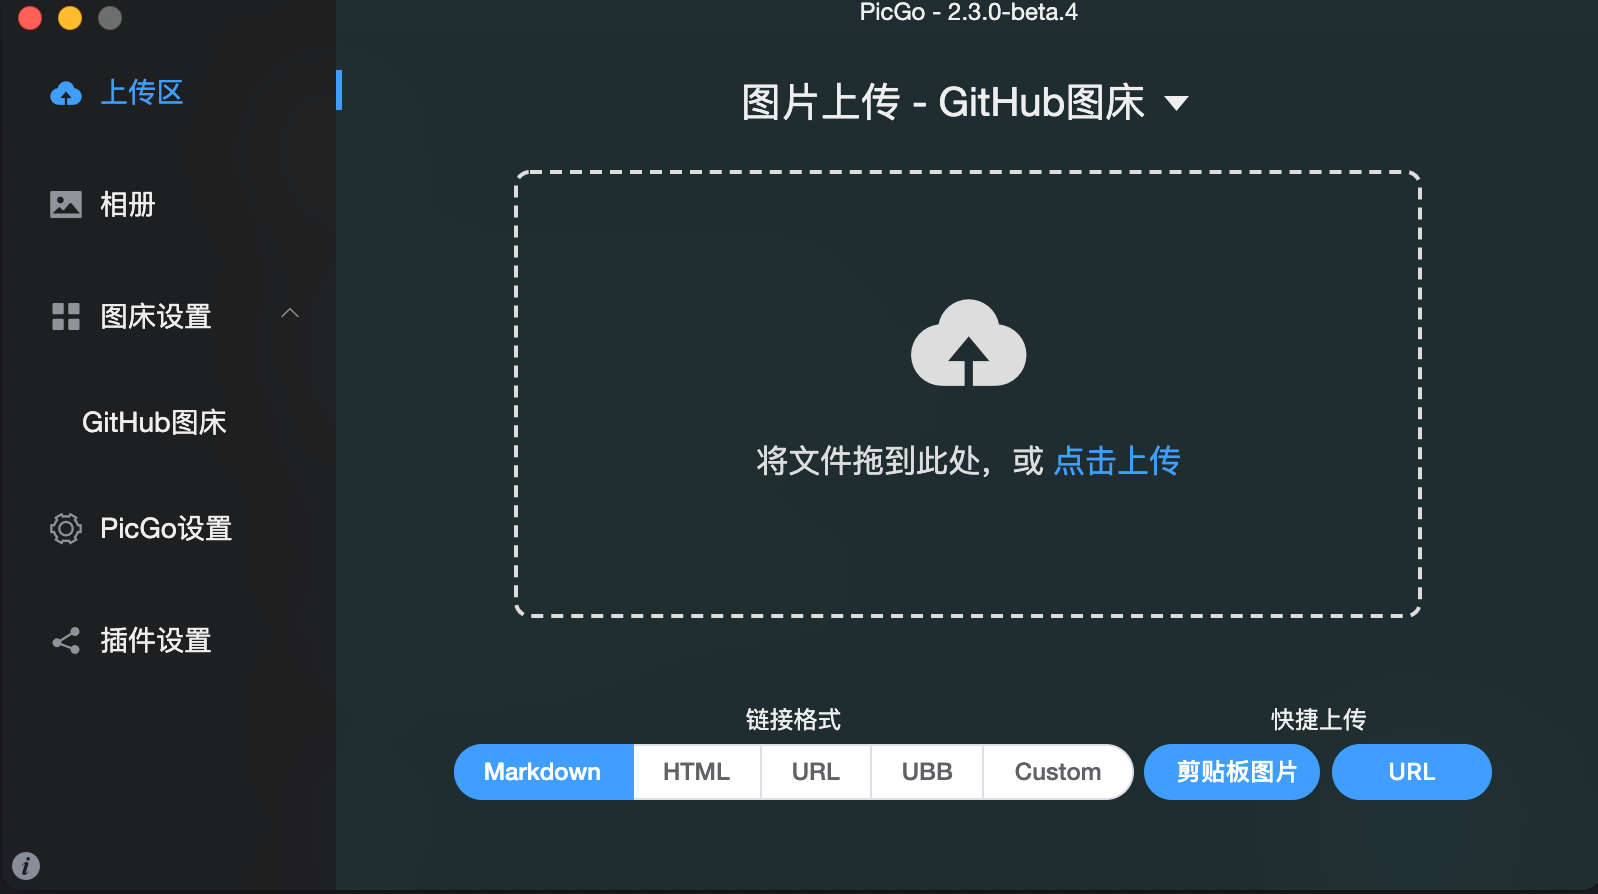 PicGo - 2.3.0-beta.4
上传区
相册
图床设置
GitHub图床
PicGo设置
插件设置
图片上传 - GitHub图床
将文件拖到此处，或 点击上传
链接格式
Markdown
HTML
URL
UBB
Custom
快捷上传
剪贴板图片
URL
i